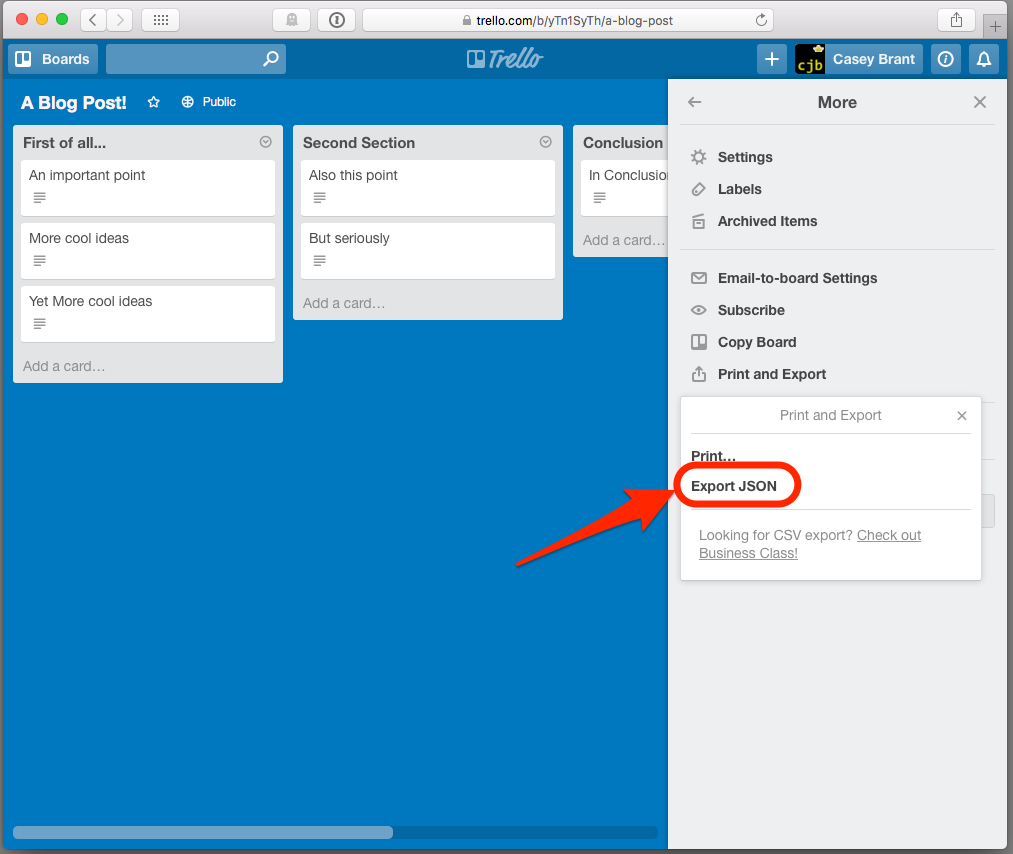 trello.com/b/yTn1SyTh/a-blog-post
Boards
Trello
cjb
Casey Brant
A Blog Post!
Public
First of all...
An important point
More cool ideas
Yet More cool ideas
Add a card…
Second Section
Also this point
But seriously
Add a card…
Conclusion
In Conclusio
Add a card…
More
Settings
Labels
Archived Items
Email-to-board Settings
Subscribe
Copy Board
Print and Export
Print and Export
Print…
Export JSON
Looking for CSV export? Check out
Business Class!